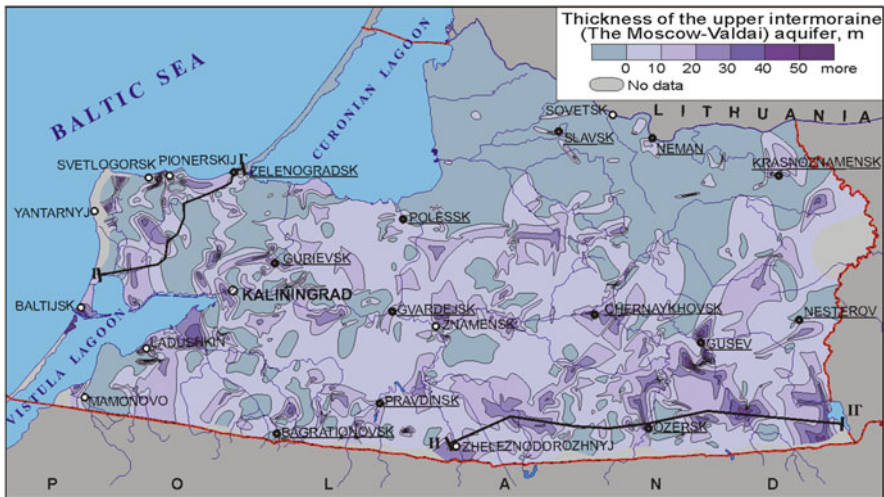 Thickness of the upper intermoraine
(The Moscow-Valdai) aquifer, m
0 10 20 30 40 50 more
No data
BALTIC SEA
CURONIAN LAGOON
LITHUANIA
SOVETSK
SLAVSK
NEMAN
SVETLOGORSK
PIONERSKIJ
ZELENOGRADSK
KRASNOZNAMENSK
YANTARNYJ
POLESSK
GURIEVSK
KALININGRAD
BALTIJSK
GVARDEJSK
ZNAMENSK
CHERNAYKHOVSK
NESTEROV
VISTULA LAGOON
LADUSHKIN
GUSEV
MAMONOVO
PRAVDINSK
BAGRATIONOVSK
ZHELEZNODOROZHNYJ
OZERSK
POLAND